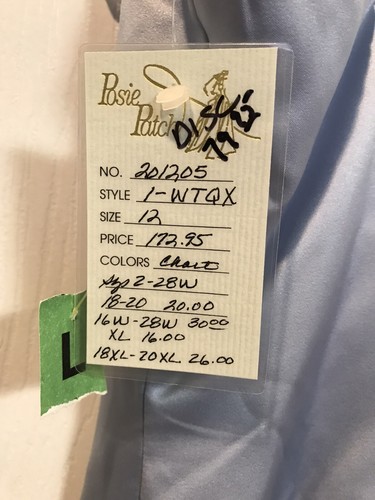 Posie
Patch
NO. 201205
STYLE 1-WTQX
SIZE 12
PRICE 172.95
COLORS Chart
2-28W
18-20 20.00
16W-28W 30.00
XL 16.00
18XL-20XL 26.00
L